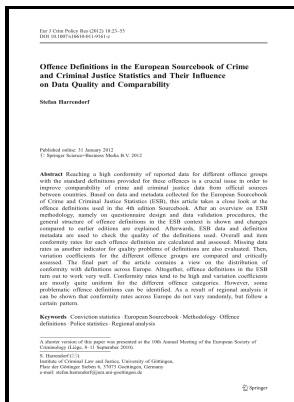 Eur J Crim Policy Res (2012) 18:23–53
DOI 10.1007/s10610-011-9161-z
Offence Definitions in the European Sourcebook of Crime
and Criminal Justice Statistics and Their Influence
on Data Quality and Comparability
Stefan Harrendorf
Published online: 31 January 2012
© Springer Science+Business Media B.V. 2012
Abstract Reaching a high conformity of reported data for different offence groups
with the standard definitions provided for these offences is a crucial issue in order to
improve comparability of crime and criminal justice data from official sources
between countries. Based on data and metadata collected for the European Sourcebook
of Crime and Criminal Justice Statistics (ESB), this article takes a close look at the
offence definitions used in the 4th edition Sourcebook. After an overview on ESB
methodology, namely on questionnaire design and data validation procedures, the
general structure of offence definitions in the ESB context is shown and changes
compared to earlier editions are explained. Afterwards, ESB data and definition
metadata are used to check the quality of the definitions used. Overall and item
conformity rates for each offence definition are calculated and assessed. Missing data
rates as another indicator for quality problems of definitions are also evaluated. Then,
variation coefficients for the different offence groups are compared and critically
assessed. The final part of the article contains a view on the distribution of
conformity with definitions across Europe. Altogether, offence definitions in the ESB
turn out to work very well. Conformity rates tend to be high and variation coefficients
are mostly quite uniform for the different offence categories. However, some
problematic offence definitions can be identified. As a result of regional analysis it
can be shown that conformity rates across Europe do not vary randomly, but follow a
certain pattern.
Keywords Conviction statistics · European Sourcebook · Methodology · Offence
definitions · Police statistics · Regional analysis
A shorter version of this paper was presented at the 10th Annual Meeting of the European Society of
Criminology (Liège, 8–11 September 2010).
S. Harrendorf (✉)
Institute of Criminal Law and Justice, University of Göttingen,
Platz der Göttinger Sieben 6, 37073 Goettingen, Germany
e-mail: stefan.harrendorf@jura.uni-goettingen.de
Springer